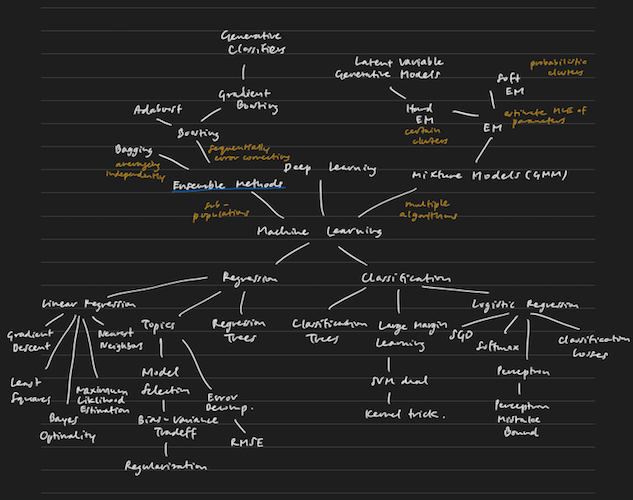 Generative
Classifiers
Gradient
Boosting
Adaboost
Boosting
sequentially
error correcting
Bagging
averaging
independently
Ensemble Methods
sub-
populations
Deep Learning
Latent Variable
Generative Models
Hard
EM
certain
clusters
Soft
EM
probabilistic
clusters
EM
estimate MLE of
parameters
Mixture Models (GMM)
multiple
algorithms
Machine Learning
Regression
Classification
Linear Regression
Gradient
Descent
Nearest
Neighbors
Least
Squares
Bayes
Optimality
Maximum
Liklihood
Estimation
Topics
Model
Selection
Bias-Variance
Tradeff
Regularisation
Error
Decomp.
RMSE
Regression
Trees
Classification
Trees
Large Margin
Learning
SVM dual
Kernel trick.
Logistic Regression
SGD
Softmax
Perceptron
Perceptron
Mistake
Bound
Classification
Losses